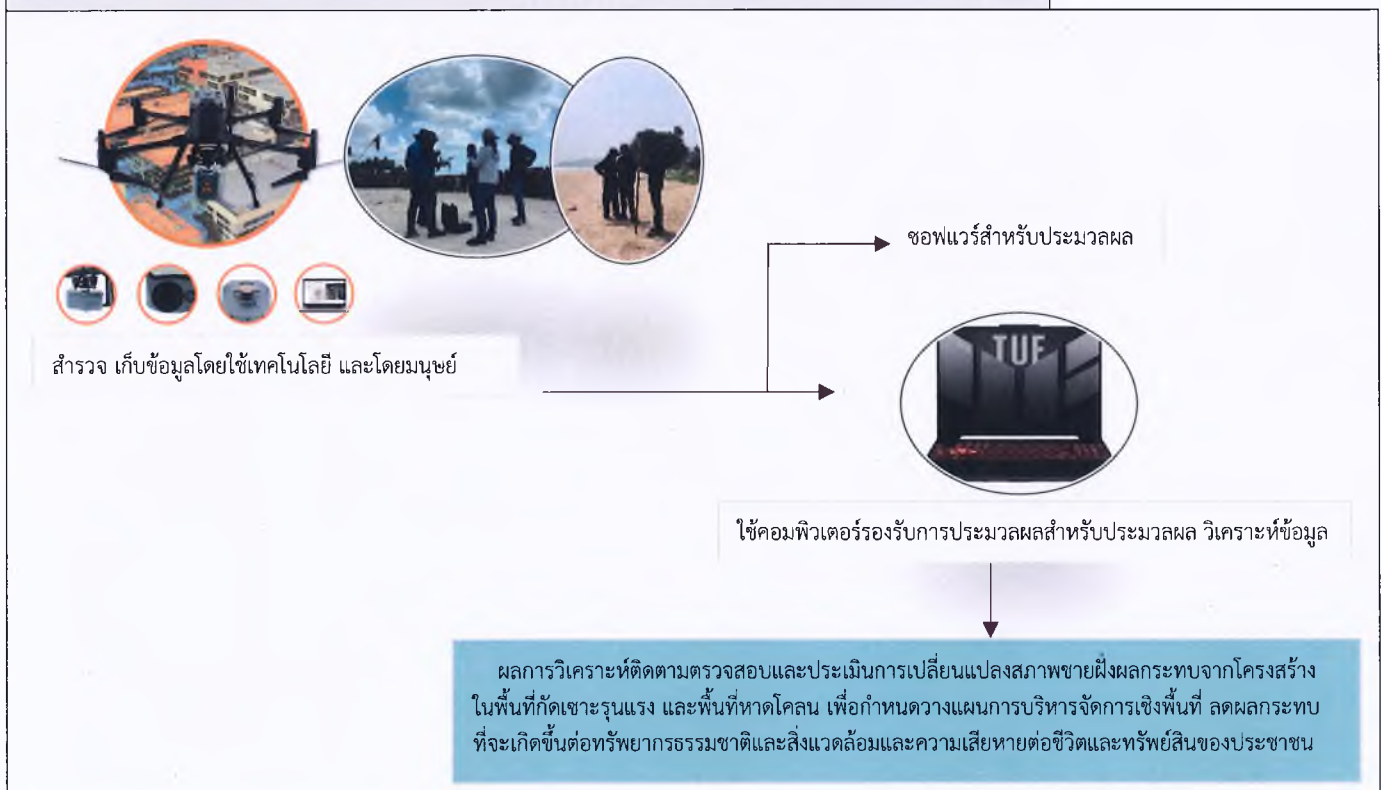 ซอฟแวร์สำหรับประมวลผล
TUF
สำรวจ เก็บข้อมูลโดยใช้เทคโนโลยี และโดยมนุษย์
ใช้คอมพิวเตอร์รองรับการประมวลผลสำหรับประมวลผล วิเคราะห์ข้อมูล
ผลการวิเคราะห์ติดตามตรวจสอบและประเมินการเปลี่ยนแปลงสภาพชายฝั่งผลกระทบจากโครงสร้าง
ในพื้นที่กัดเซาะรุนแรง และพื้นที่หาดโคลน เพื่อกำหนดวางแผนการบริหารจัดการเชิงพื้นที่ ลดผลกระทบ
ที่จะเกิดขึ้นต่อทรัพยากรธรรมชาติและสิ่งแวดล้อมและความเสียหายต่อชีวิตและทรัพย์สินของประชาชน